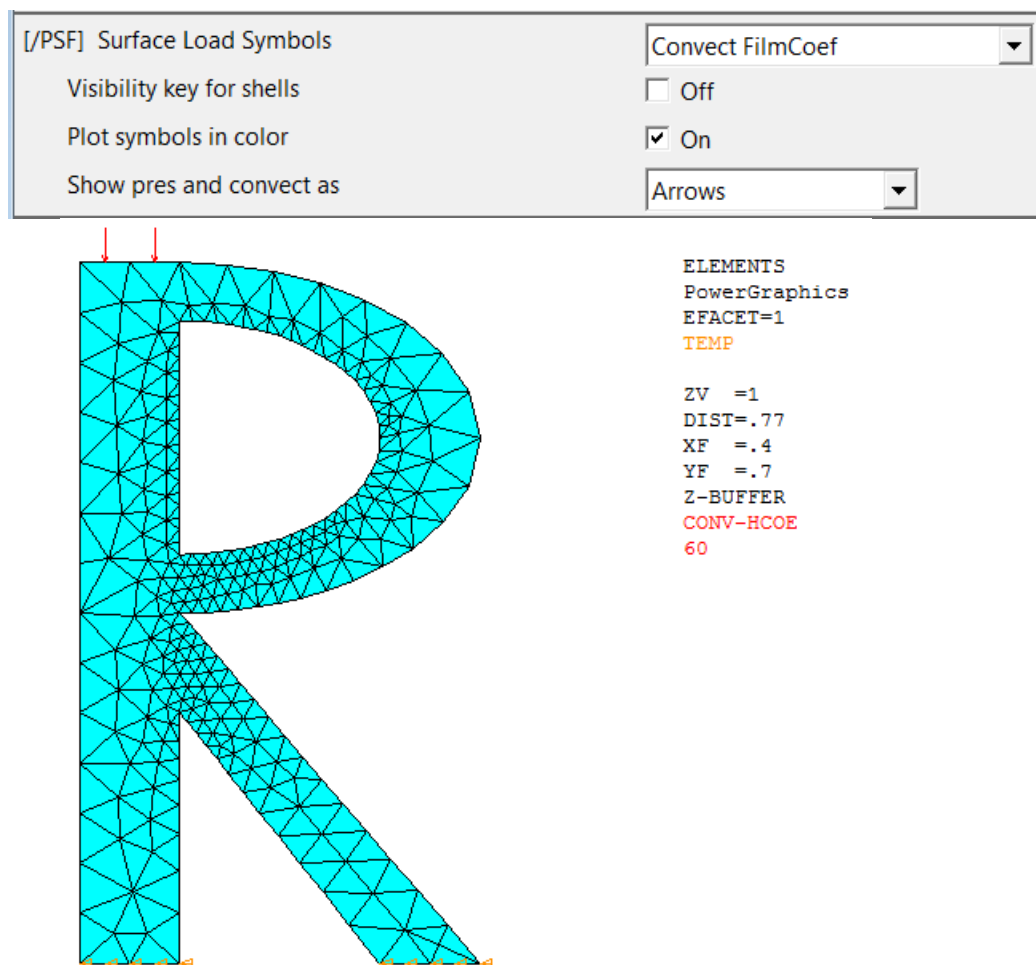 [/PSF] Surface Load Symbols Convect FilmCoef
Visibility key for shells Off
Plot symbols in color On
Show pres and convect as Arrows
ELEMENTS
PowerGraphics
EFACET=1
TEMP
ZV =1
DIST=.77
XF =.4
YF =.7
Z-BUFFER
CONV-HCOE
60